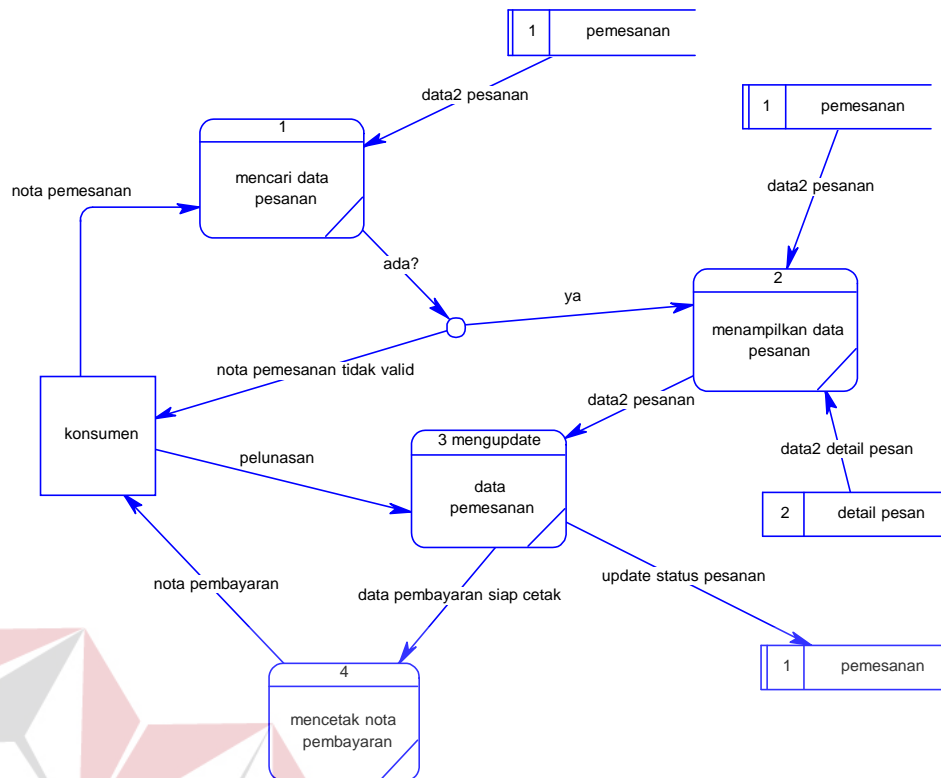 1 pemesanan
data2 pesanan
1 pemesanan
1
mencari data
pesanan
nota pemesanan
data2 pesanan
ada?
ya
2
menampilkan data
pesanan
nota pemesanan tidak valid
data2 pesanan
konsumen
3 mengupdate
data
pemesanan
pelunasan
data2 detail pesan
2 detail pesan
nota pembayaran
data pembayaran siap cetak
update status pesanan
1 pemesanan
4
mencetak nota
pembayaran